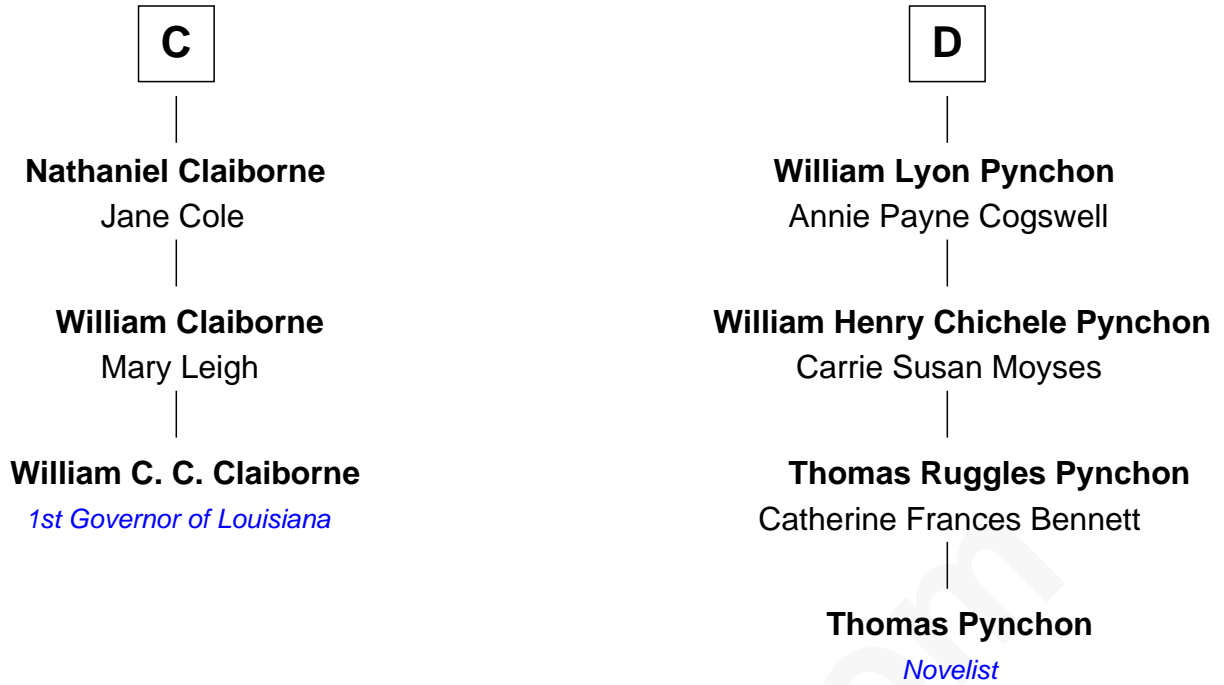 C
Nathaniel Claiborne
Jane Cole
William Claiborne
Mary Leigh
William C. C. Claiborne
1st Governor of Louisiana
D
William Lyon Pynchon
Annie Payne Cogswell
William Henry Chichele Pynchon
Carrie Susan Moyses
Thomas Ruggles Pynchon
Catherine Frances Bennett
Thomas Pynchon
Novelist